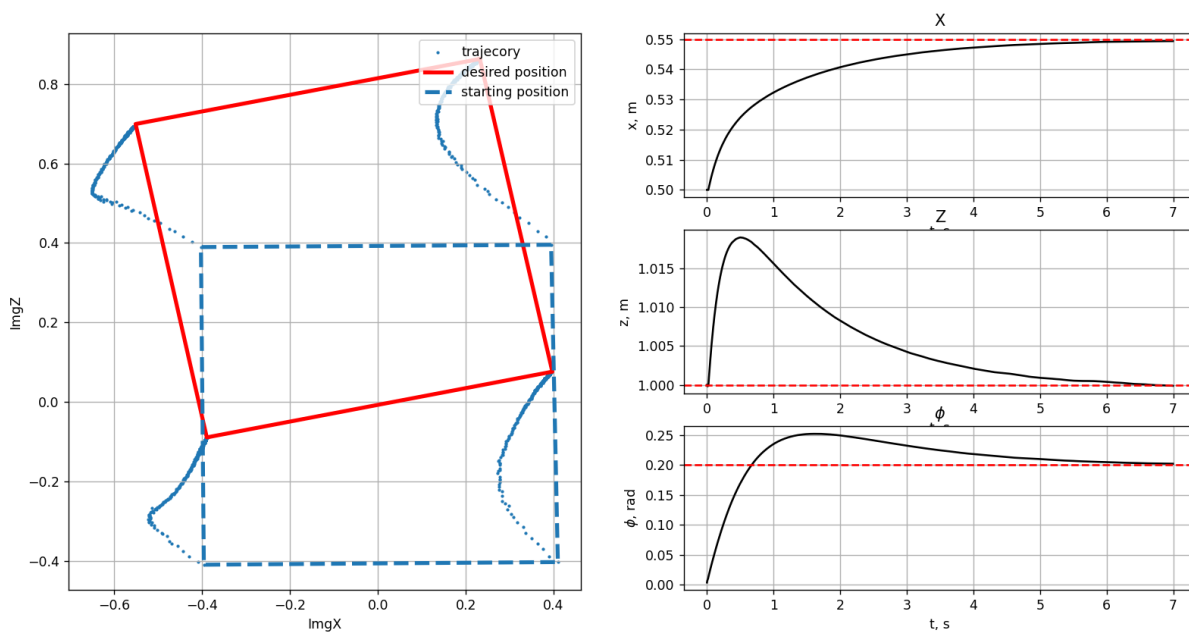 trajecory
desired position
starting position
0.8
0.6
0.4
0.2
0.0
−0.2
−0.4
ImgZ
−0.6 −0.4 −0.2 0.0 0.2 0.4
ImgX
X
0.55
0.54
0.53
0.52
0.51
0.50
x, m
0 1 2 3 4 5 6 7
Z
1.015
1.010
1.005
1.000
z, m
0 1 2 3 4 5 6 7
ϕ
0.25
0.20
0.15
0.10
0.05
0.00
ϕ, rad
0 1 2 3 4 5 6 7
t, s